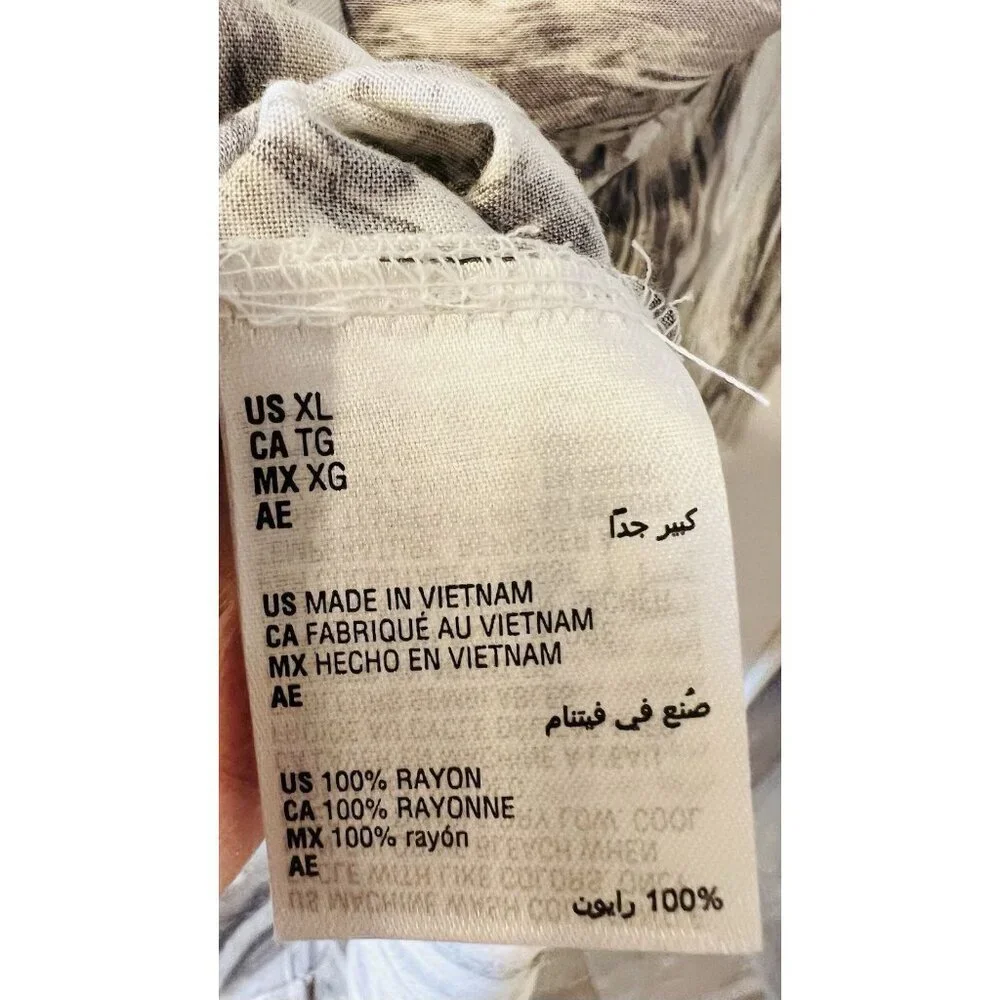 US XL
CA TG
MX XG
AE
كبير جدًا
US MADE IN VIETNAM
CA FABRIQUÉ AU VIETNAM
MX HECHO EN VIETNAM
AE
صُنع في فيتنام
US 100% RAYON
CA 100% RAYONNE
MX 100% rayón
AE
100% رايون